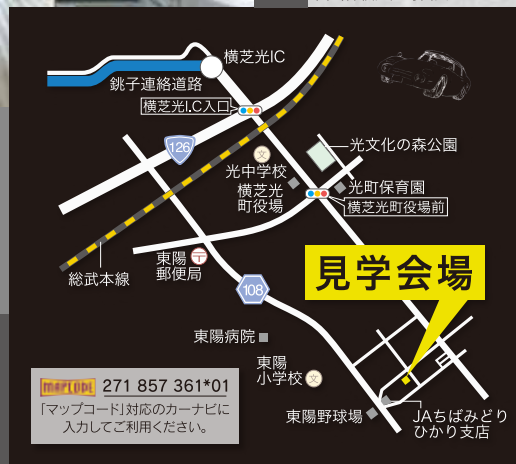 横芝光IC
銚子連絡道路
横芝光I.C入口
126
光文化の森公園
文
光中学校
横芝光
町役場
光町保育園
横芝光町役場前
東陽
郵便局
総武本線
見学会場
108
東陽病院
東陽
小学校
文
東陽野球場
JAちばみどり
ひかり支店
MAPCODE 271 857 361*01
「マップコード」対応のカーナビに
入力してご利用ください。